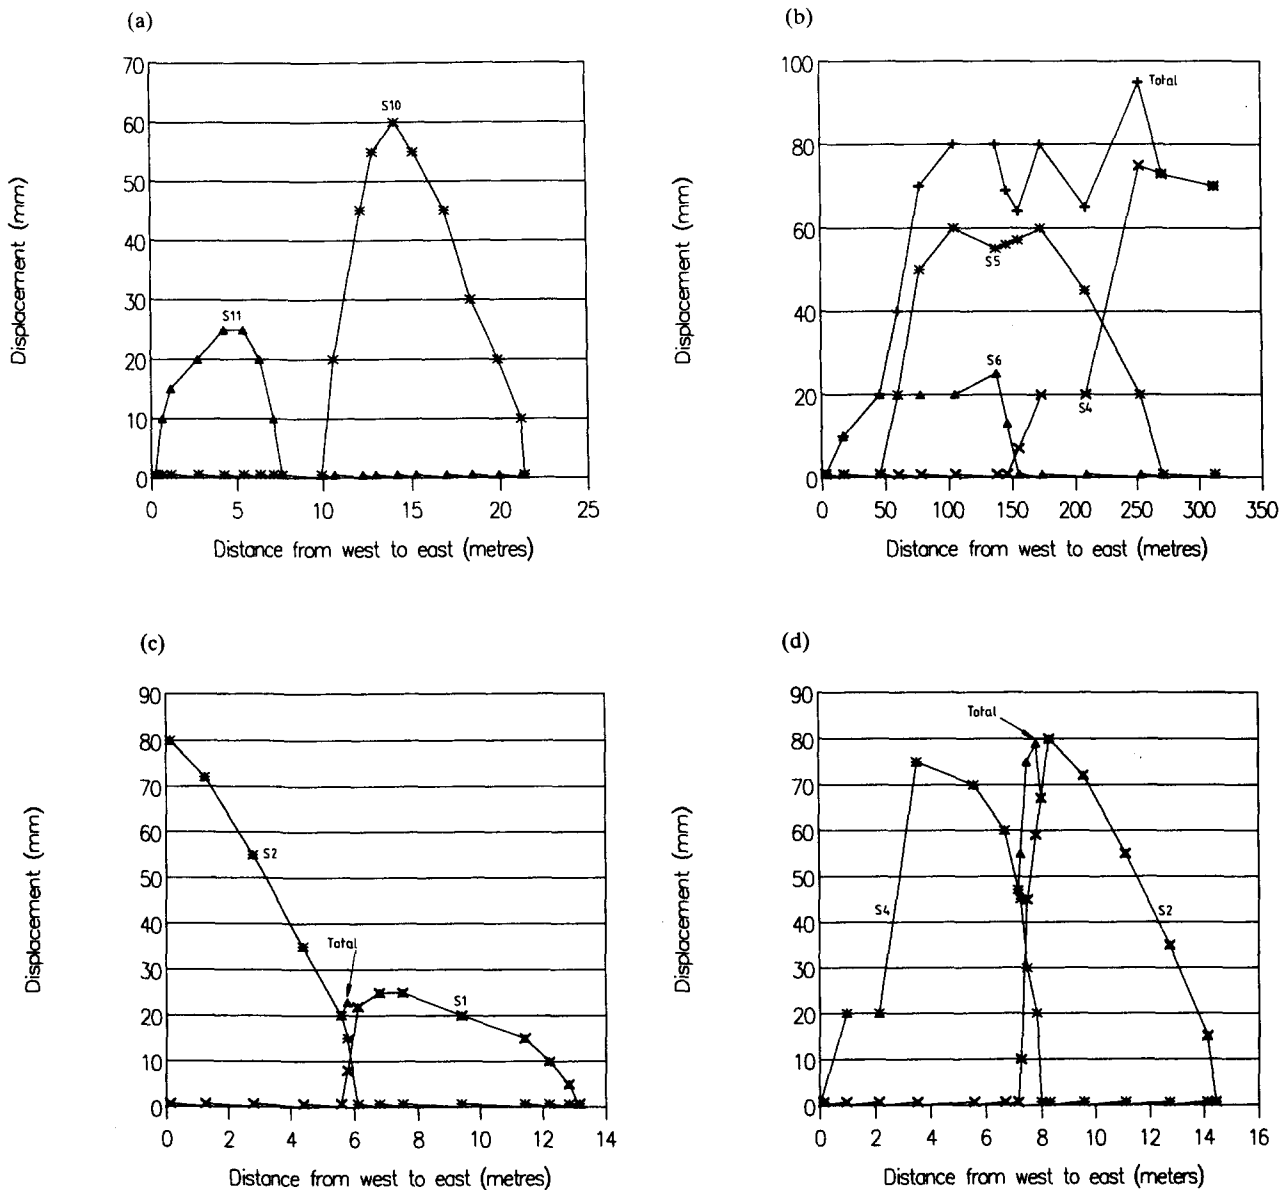 (a)
70
60
50
40
30
20
10
0
Displacement (mm)
S10
S11
0 5 10 15 20 25
Distance from west to east (metres)
(b)
100
80
60
40
20
0
Displacement (mm)
Total
S5
S6
S4
0 50 100 150 200 250 300 350
Distance from west to east (metres)
(c)
90
80
70
60
50
40
30
20
10
0
Displacement (mm)
S2
Total
S1
0 2 4 6 8 10 12 14
Distance from west to east (metres)
(d)
90
80
70
60
50
40
30
20
10
0
Displacement (mm)
Total
S4
S2
0 2 4 6 8 10 12 14 16
Distance from west to east (meters)